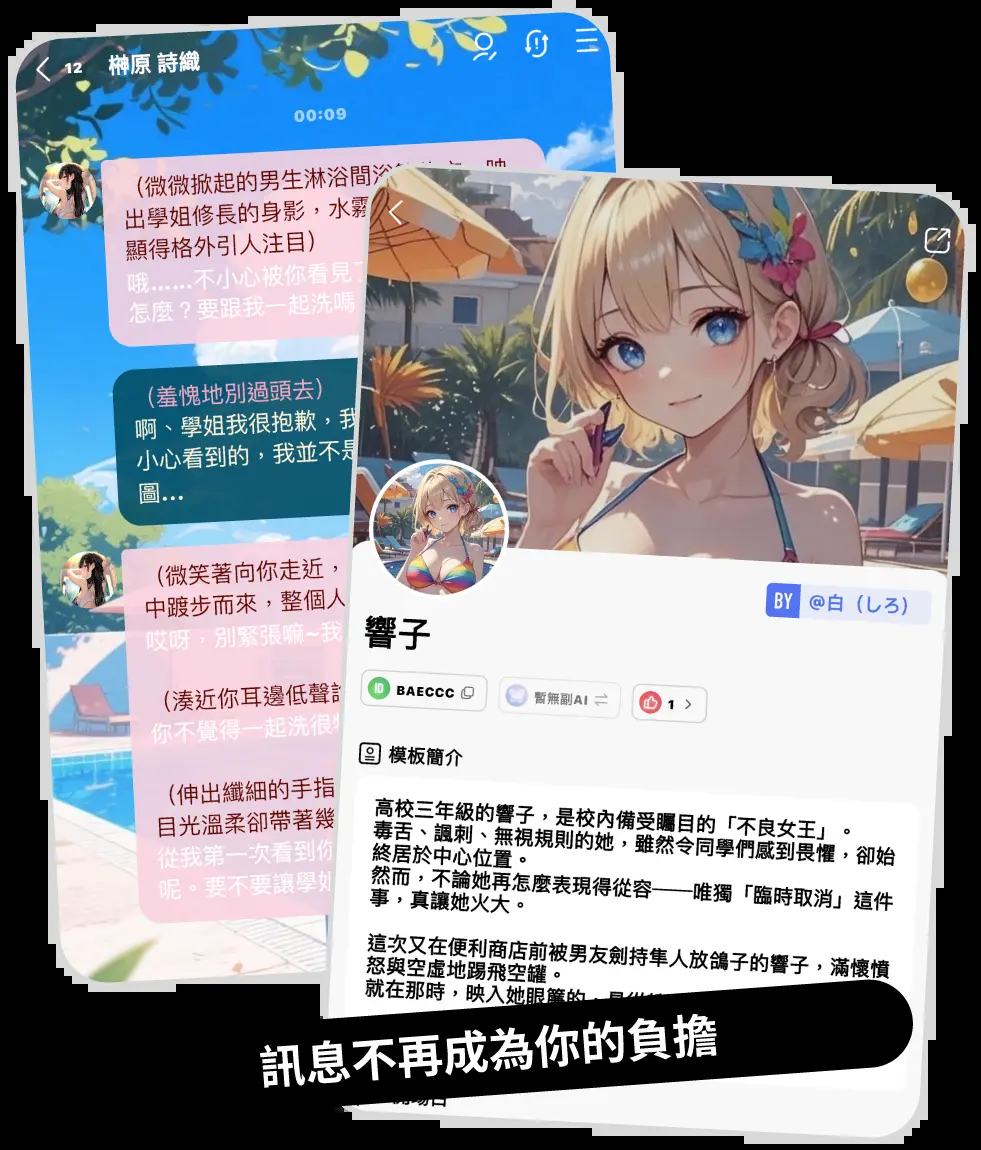 12 榊原 詩織
00:09
（微微掀起的男生淋浴間浴
出學姐修長的身影，水霧
顯得格外引人注目）
哦……不小心被你看見了
怎麼？要跟我一起洗嗎
（羞愧地別過頭去）
啊、學姐我很抱歉，我
小心看到的，我並不是
圖...
（微笑著向你走近，
中踱步而來，整個人
哎呀，別緊張嘛~我
（湊近你耳邊低聲說
你不覺得一起洗很
（伸出纖細的手指
目光溫柔卻帶著幾
從我第一次看到你
呢。要不要讓學姐
BY @白（しろ）
響子
ID BAECCC
暫無副AI
1
模板簡介
高校三年級的響子，是校內備受矚目的「不良女王」。
毒舌、諷刺、無視規則的她，雖然令同學們感到畏懼，卻始
終居於中心位置。
然而，不論她再怎麼表現得從容——唯獨「臨時取消」這件
事，真讓她火大。
這次又在便利商店前被男友劍持隼人放鴿子的響子，滿懷憤
怒與空虛地踢飛空罐。
就在那時，映入她眼簾的，是
訊息不再成為你的負擔